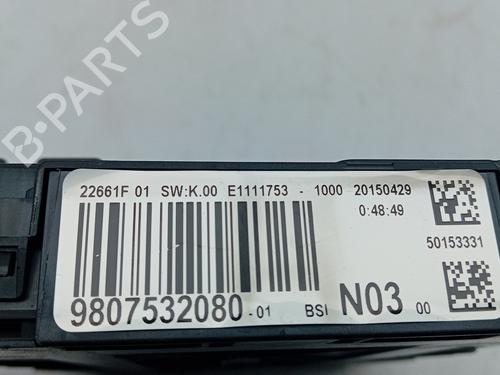 B-PARTS
22661F 01 SW:K.00 E1111753 - 1000 20150429
0:48:49
50153331
9807532080-01 BSI N03 00